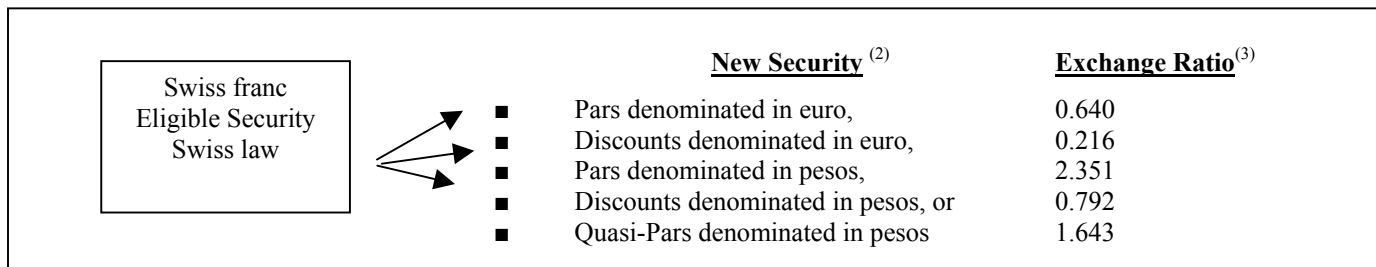 New Security (2) Exchange Ratio(3)
Swiss franc
Eligible Security
Swiss law
■ Pars denominated in euro, 0.640
■ Discounts denominated in euro, 0.216
■ Pars denominated in pesos, 2.351
■ Discounts denominated in pesos, or 0.792
■ Quasi-Pars denominated in pesos 1.643